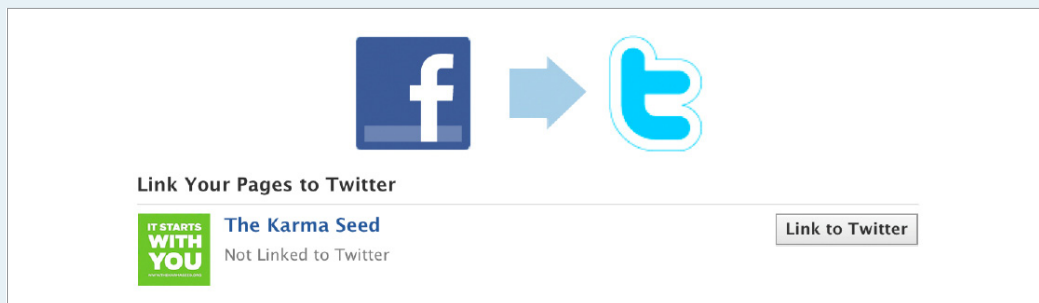 f
t
Link Your Pages to Twitter
IT STARTS
WITH
YOU
The Karma Seed
Not Linked to Twitter
Link to Twitter